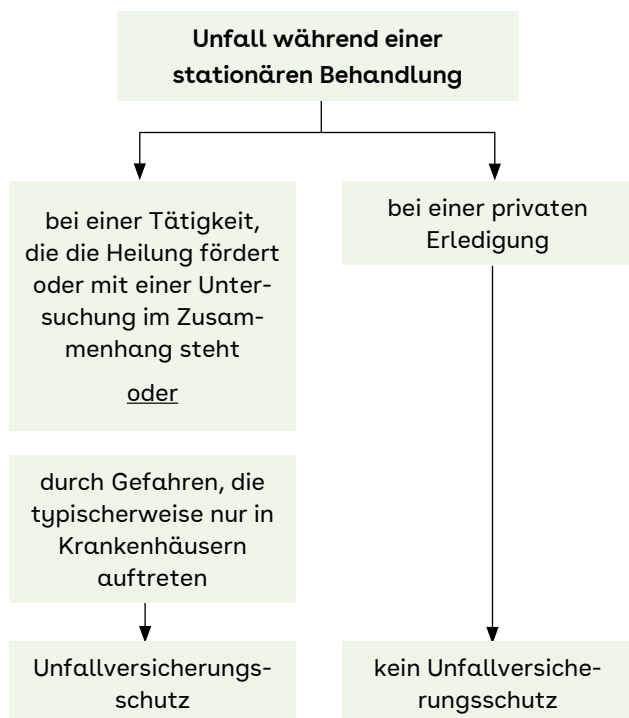 Unfall während einer
stationären Behandlung
bei einer Tätigkeit,
die die Heilung fördert
oder mit einer Unter-
suchung im Zusam-
menhang steht
oder
durch Gefahren, die
typischerweise nur in
Krankenhäusern
auftreten
Unfallversicherungs-
schutz
bei einer privaten
Erledigung
kein Unfallversiche-
rungsschutz